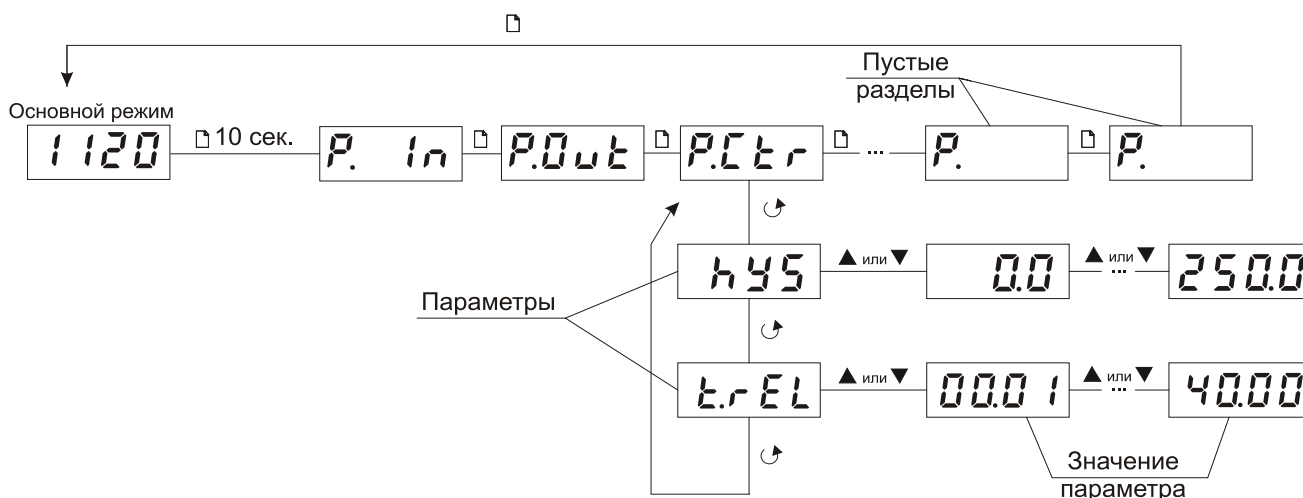 Пустые
разделы
Основной режим
1120
10 сек.
P. In
P.Out
P.Ctr
...
P.
P.
hYS
▲ или ▼
0.0
▲ или ▼
...
250.0
Параметры
t.rEL
▲ или ▼
00.01
▲ или ▼
...
40.00
Значение
параметра